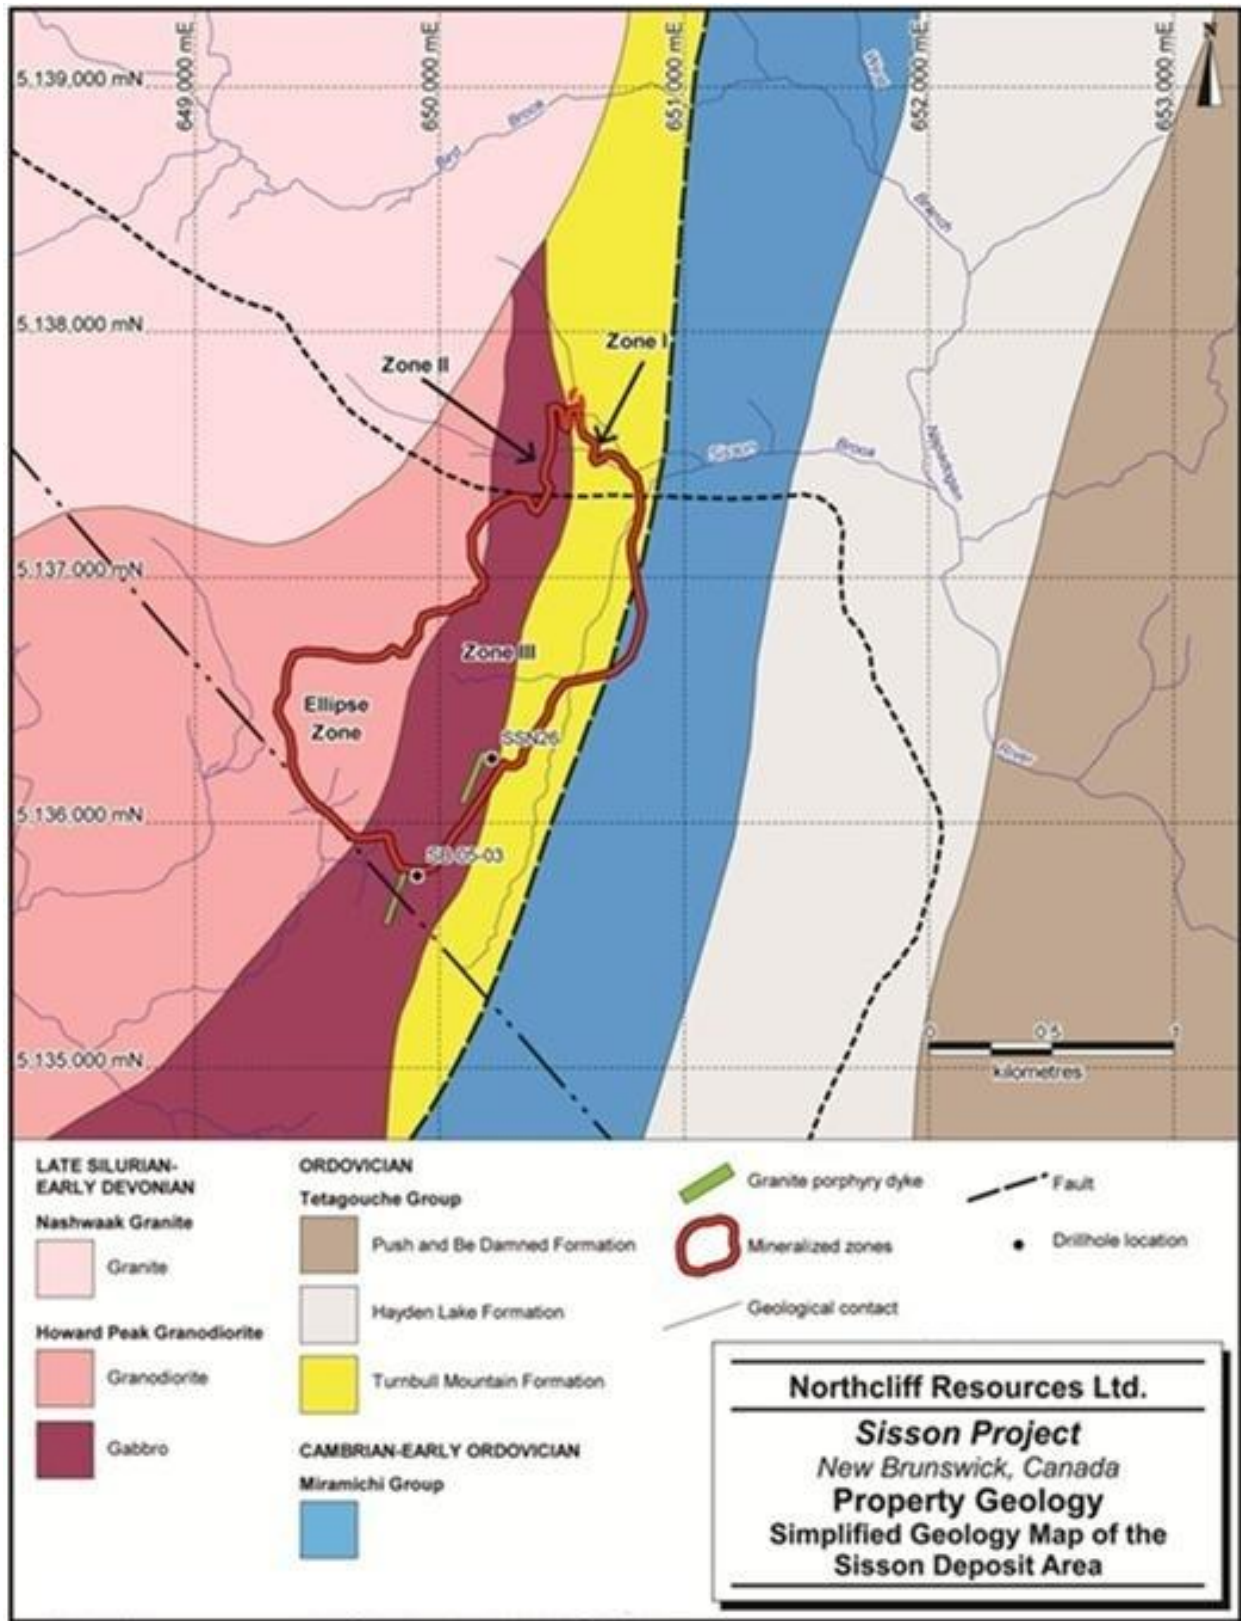 649,000 mE
650,000 mE
651,000 mE
652,000 mE
653,000 mE
N
5,139,000 mN
5,138,000 mN
5,137,000 mN
5,136,000 mN
5,135,000 mN
Bird
Brook
West
Branch
Napadogan
River
Sisson
Brook
Zone II
Zone I
Zone III
Ellipse
Zone
SSN26
0
0.5
1
kilometres
LATE SILURIAN-
EARLY DEVONIAN
Nashwaak Granite
Granite
Howard Peak Granodiorite
Granodiorite
Gabbro
ORDOVICIAN
Tetagouche Group
Push and Be Damned Formation
Hayden Lake Formation
Turnbull Mountain Formation
CAMBRIAN-EARLY ORDOVICIAN
Miramichi Group
Granite porphyry dyke
Mineralized zones
Geological contact
Fault
Drillhole location
Northcliff Resources Ltd.
Sisson Project
New Brunswick, Canada
Property Geology
Simplified Geology Map of the
Sisson Deposit Area